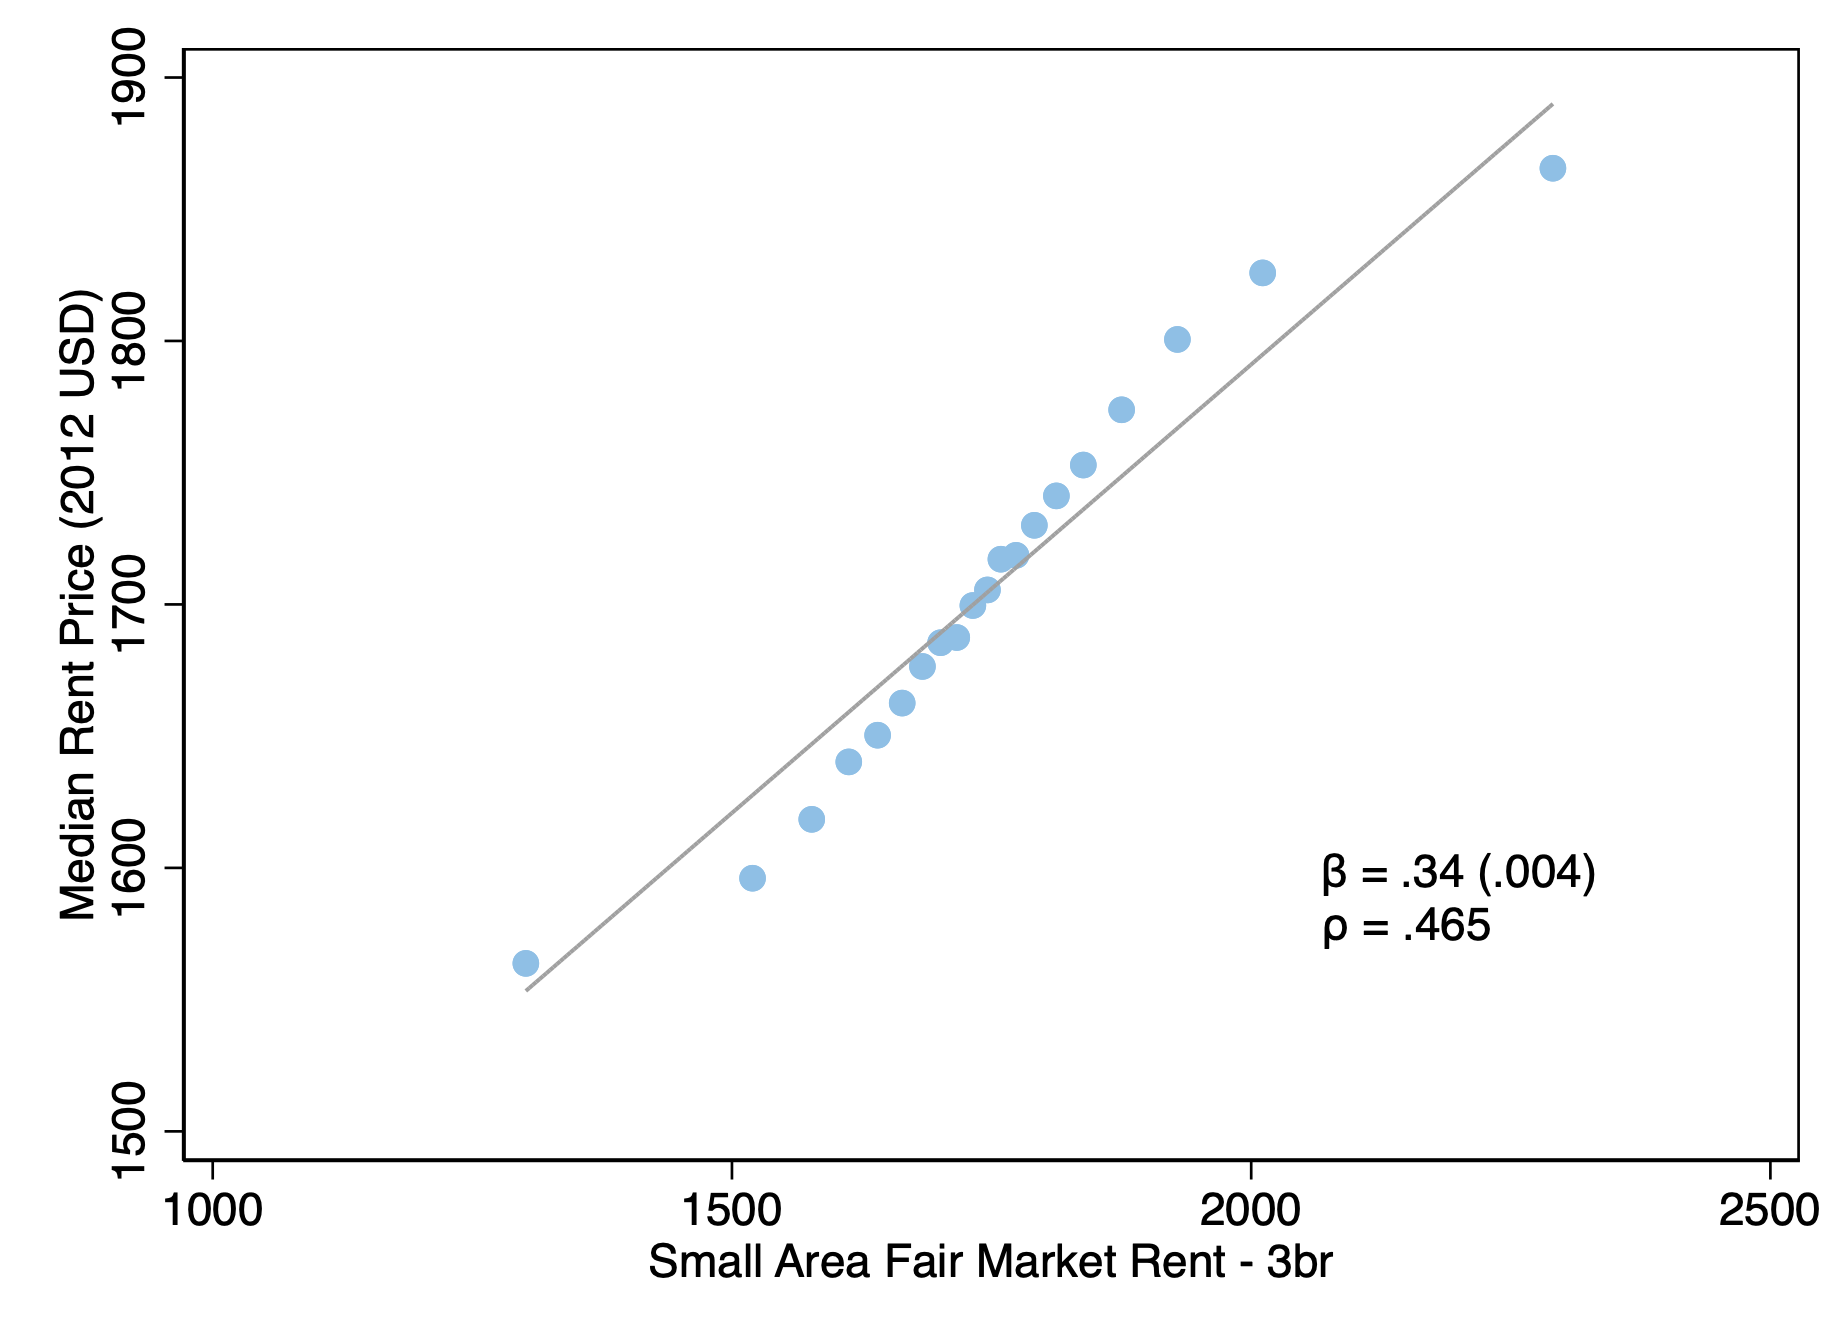 1900
1800
1700
1600
1500
Median Rent Price (2012 USD)
β = .34 (.004)
ρ = .465
1000 1500 2000 2500
Small Area Fair Market Rent - 3br